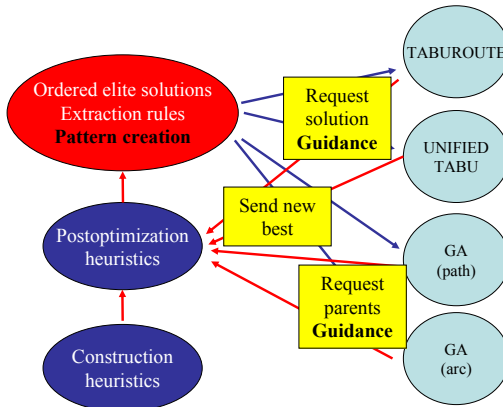 TABUROUTE
Ordered elite solutions
Extraction rules
Pattern creation
Request
solution
Guidance
UNIFIED
TABU
Send new
best
Postoptimization
heuristics
GA
(path)
Request
parents
Guidance
Construction
heuristics
GA
(arc)